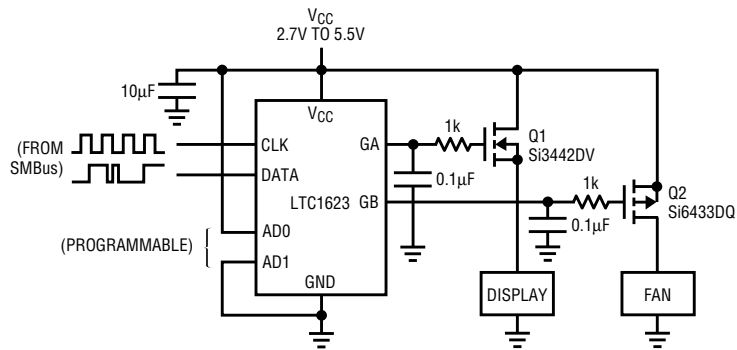 VCC
2.7V TO 5.5V
10µF
VCC
(FROM
SMBus)
CLK
DATA
GA
1k
Q1
Si3442DV
0.1µF
LTC1623
GB
1k
Q2
Si6433DQ
0.1µF
(PROGRAMMABLE)
AD0
AD1
GND
DISPLAY
FAN